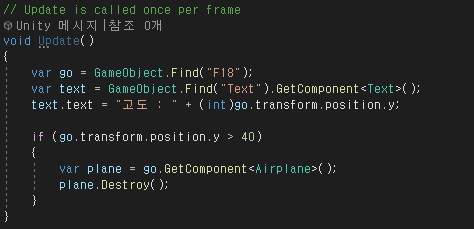 // Update is called once per frame
Unity 메시지|참조 0개
void Update()
{
var go = GameObject.Find("F18");
var text = GameObject.Find("Text").GetComponent<Text>();
text.text = "고도 : " + (int)go.transform.position.y;
if (go.transform.position.y > 40)
{
var plane = go.GetComponent<Airplane>();
plane.Destroy();
}
}